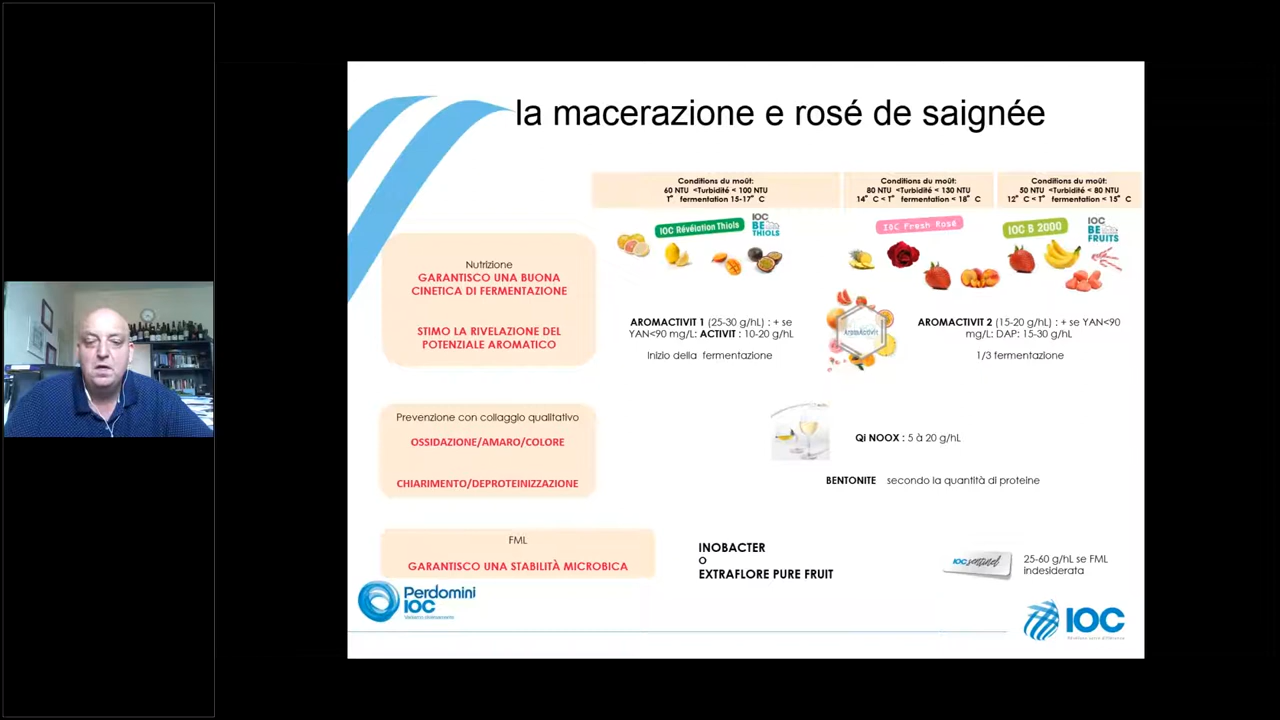 la macerazione e rosé de saignée
Conditions du moût:
60 NTU <Turbidité < 100 NTU
T° fermentation 15-17° C
Conditions du moût:
80 NTU <Turbidité < 130 NTU
14° C < T° fermentation < 18° C
Conditions du moût:
50 NTU <Turbidité < 80 NTU
12° C < T° fermentation < 15° C
IOC Révélation Thiols
IOC
BE
THIOLS
IOC Fresh Rosé
IOC B 2000
IOC
BE
FRUITS
Nutrizione
GARANTISCO UNA BUONA
CINETICA DI FERMENTAZIONE
STIMO LA RIVELAZIONE DEL
POTENZIALE AROMATICO
AROMACTIVIT 1 (25-30 g/hL) : + se
YAN<90 mg/L: ACTIVIT : 10-20 g/hL
Inizio della fermentazione
AromActivit
AROMACTIVIT 2 (15-20 g/hL) : + se YAN<90
mg/L: DAP: 15-30 g/hL
1/3 fermentazione
Prevenzione con collaggio qualitativo
OSSIDAZIONE/AMARO/COLORE
CHIARIMENTO/DEPROTEINIZZAZIONE
Qi NOOX : 5 à 20 g/hL
BENTONITE secondo la quantità di proteine
FML
GARANTISCO UNA STABILITÀ MICROBICA
INOBACTER
O
EXTRAFLORE PURE FRUIT
IOC sentinel
25-60 g/hL se FML
indesiderata
Perdomini
IOC
IOC